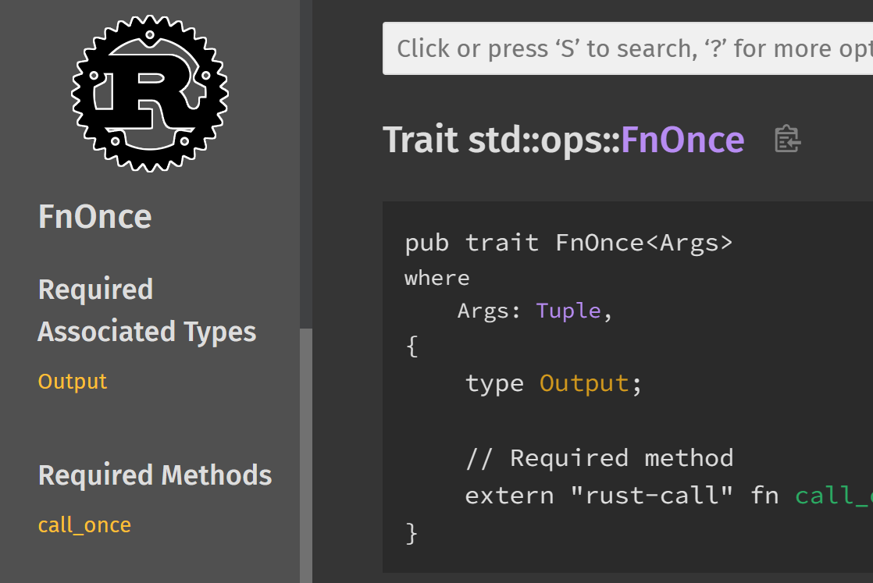 R
FnOnce
Required
Associated Types
Output
Required Methods
call_once
Click or press ‘S’ to search, ‘?’ for more opt
Trait std::ops::FnOnce
pub trait FnOnce<Args>
where
    Args: Tuple,
{
    type Output;
    // Required method
    extern "rust-call" fn call_
}